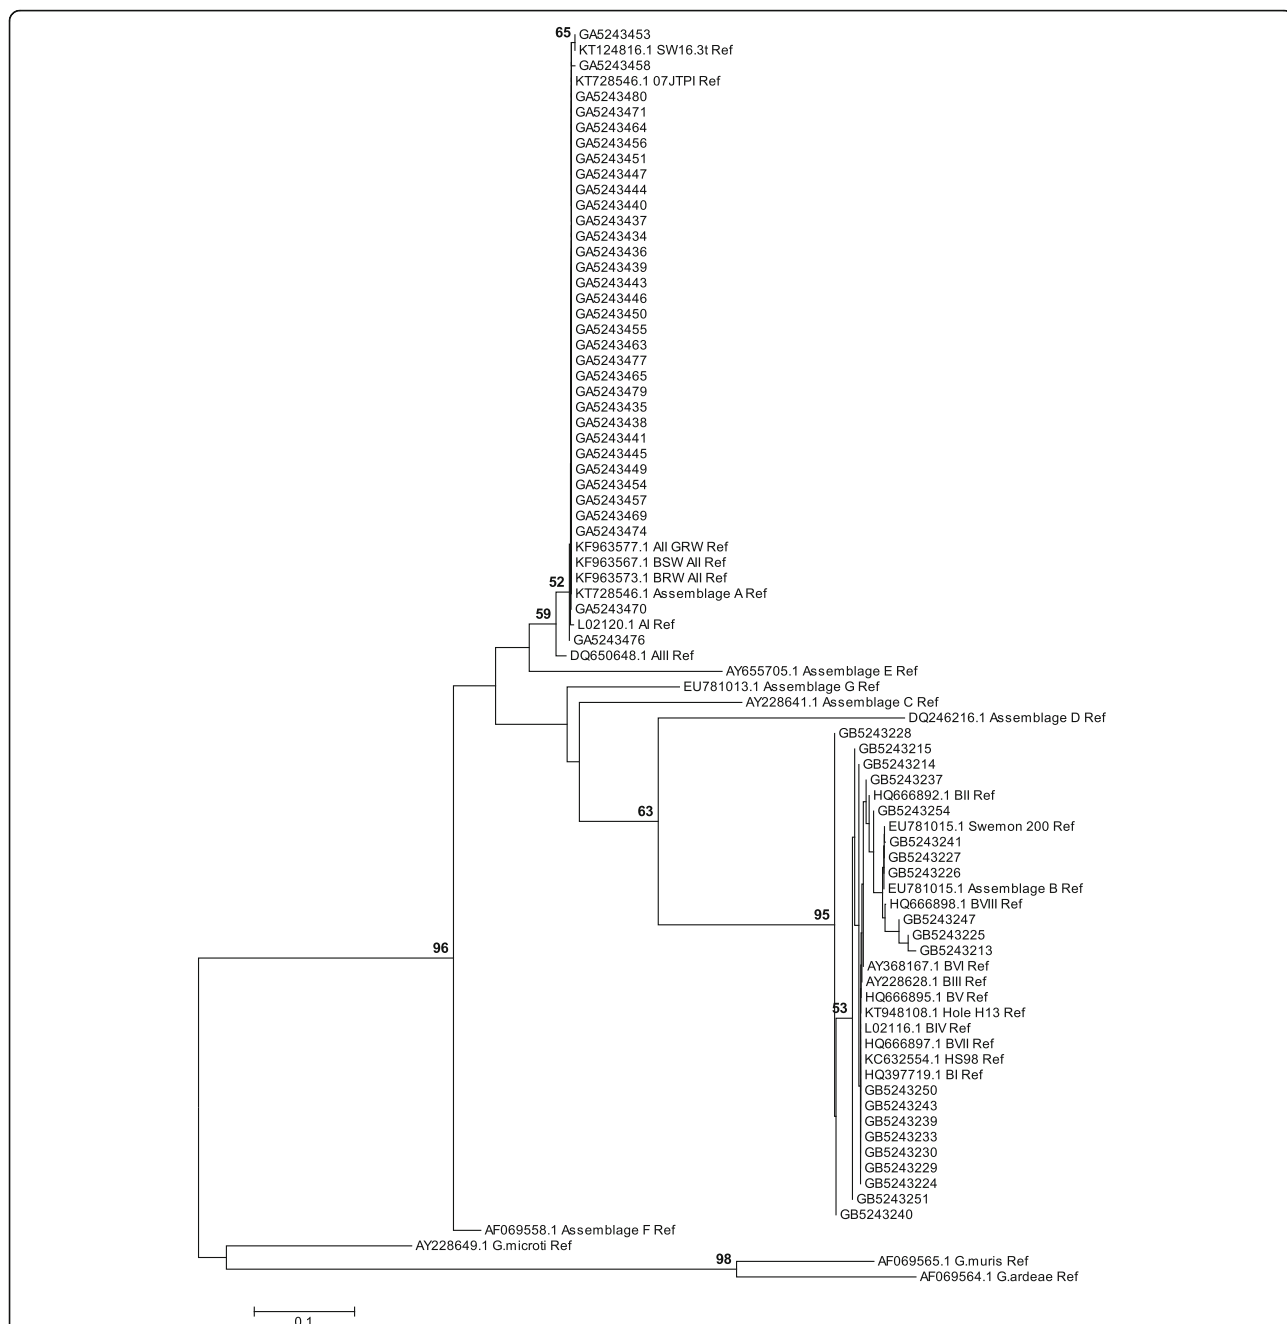 65
GA5243453
KT124816.1 SW16.3t Ref
GA5243458
KT728546.1 07JTPI Ref
GA5243480
GA5243471
GA5243464
GA5243456
GA5243451
GA5243447
GA5243444
GA5243440
GA5243437
GA5243434
GA5243436
GA5243439
GA5243443
GA5243446
GA5243450
GA5243455
GA5243463
GA5243477
GA5243465
GA5243479
GA5243435
GA5243438
GA5243441
GA5243445
GA5243449
GA5243454
GA5243457
GA5243469
GA5243474
KF963577.1 AII GRW Ref
KF963567.1 BSW AII Ref
KF963573.1 BRW AII Ref
52
KT728546.1 Assemblage A Ref
GA5243470
59
L02120.1 AI Ref
GA5243476
DQ650648.1 AIII Ref
AY655705.1 Assemblage E Ref
EU781013.1 Assemblage G Ref
AY228641.1 Assemblage C Ref
DQ246216.1 Assemblage D Ref
GB5243228
GB5243215
GB5243214
GB5243237
HQ666892.1 BII Ref
63
GB5243254
EU781015.1 Swemon 200 Ref
GB5243241
GB5243227
GB5243226
EU781015.1 Assemblage B Ref
HQ666898.1 BVIII Ref
95
GB5243247
GB5243225
96
GB5243213
AY368167.1 BVI Ref
AY228628.1 BIII Ref
HQ666895.1 BV Ref
53
KT948108.1 Hole H13 Ref
L02116.1 BIV Ref
HQ666897.1 BVII Ref
KC632554.1 HS98 Ref
HQ397719.1 BI Ref
GB5243250
GB5243243
GB5243239
GB5243233
GB5243230
GB5243229
GB5243224
GB5243251
GB5243240
AF069558.1 Assemblage F Ref
AY228649.1 G.microti Ref
98
AF069565.1 G.muris Ref
AF069564.1 G.ardeae Ref
0.1